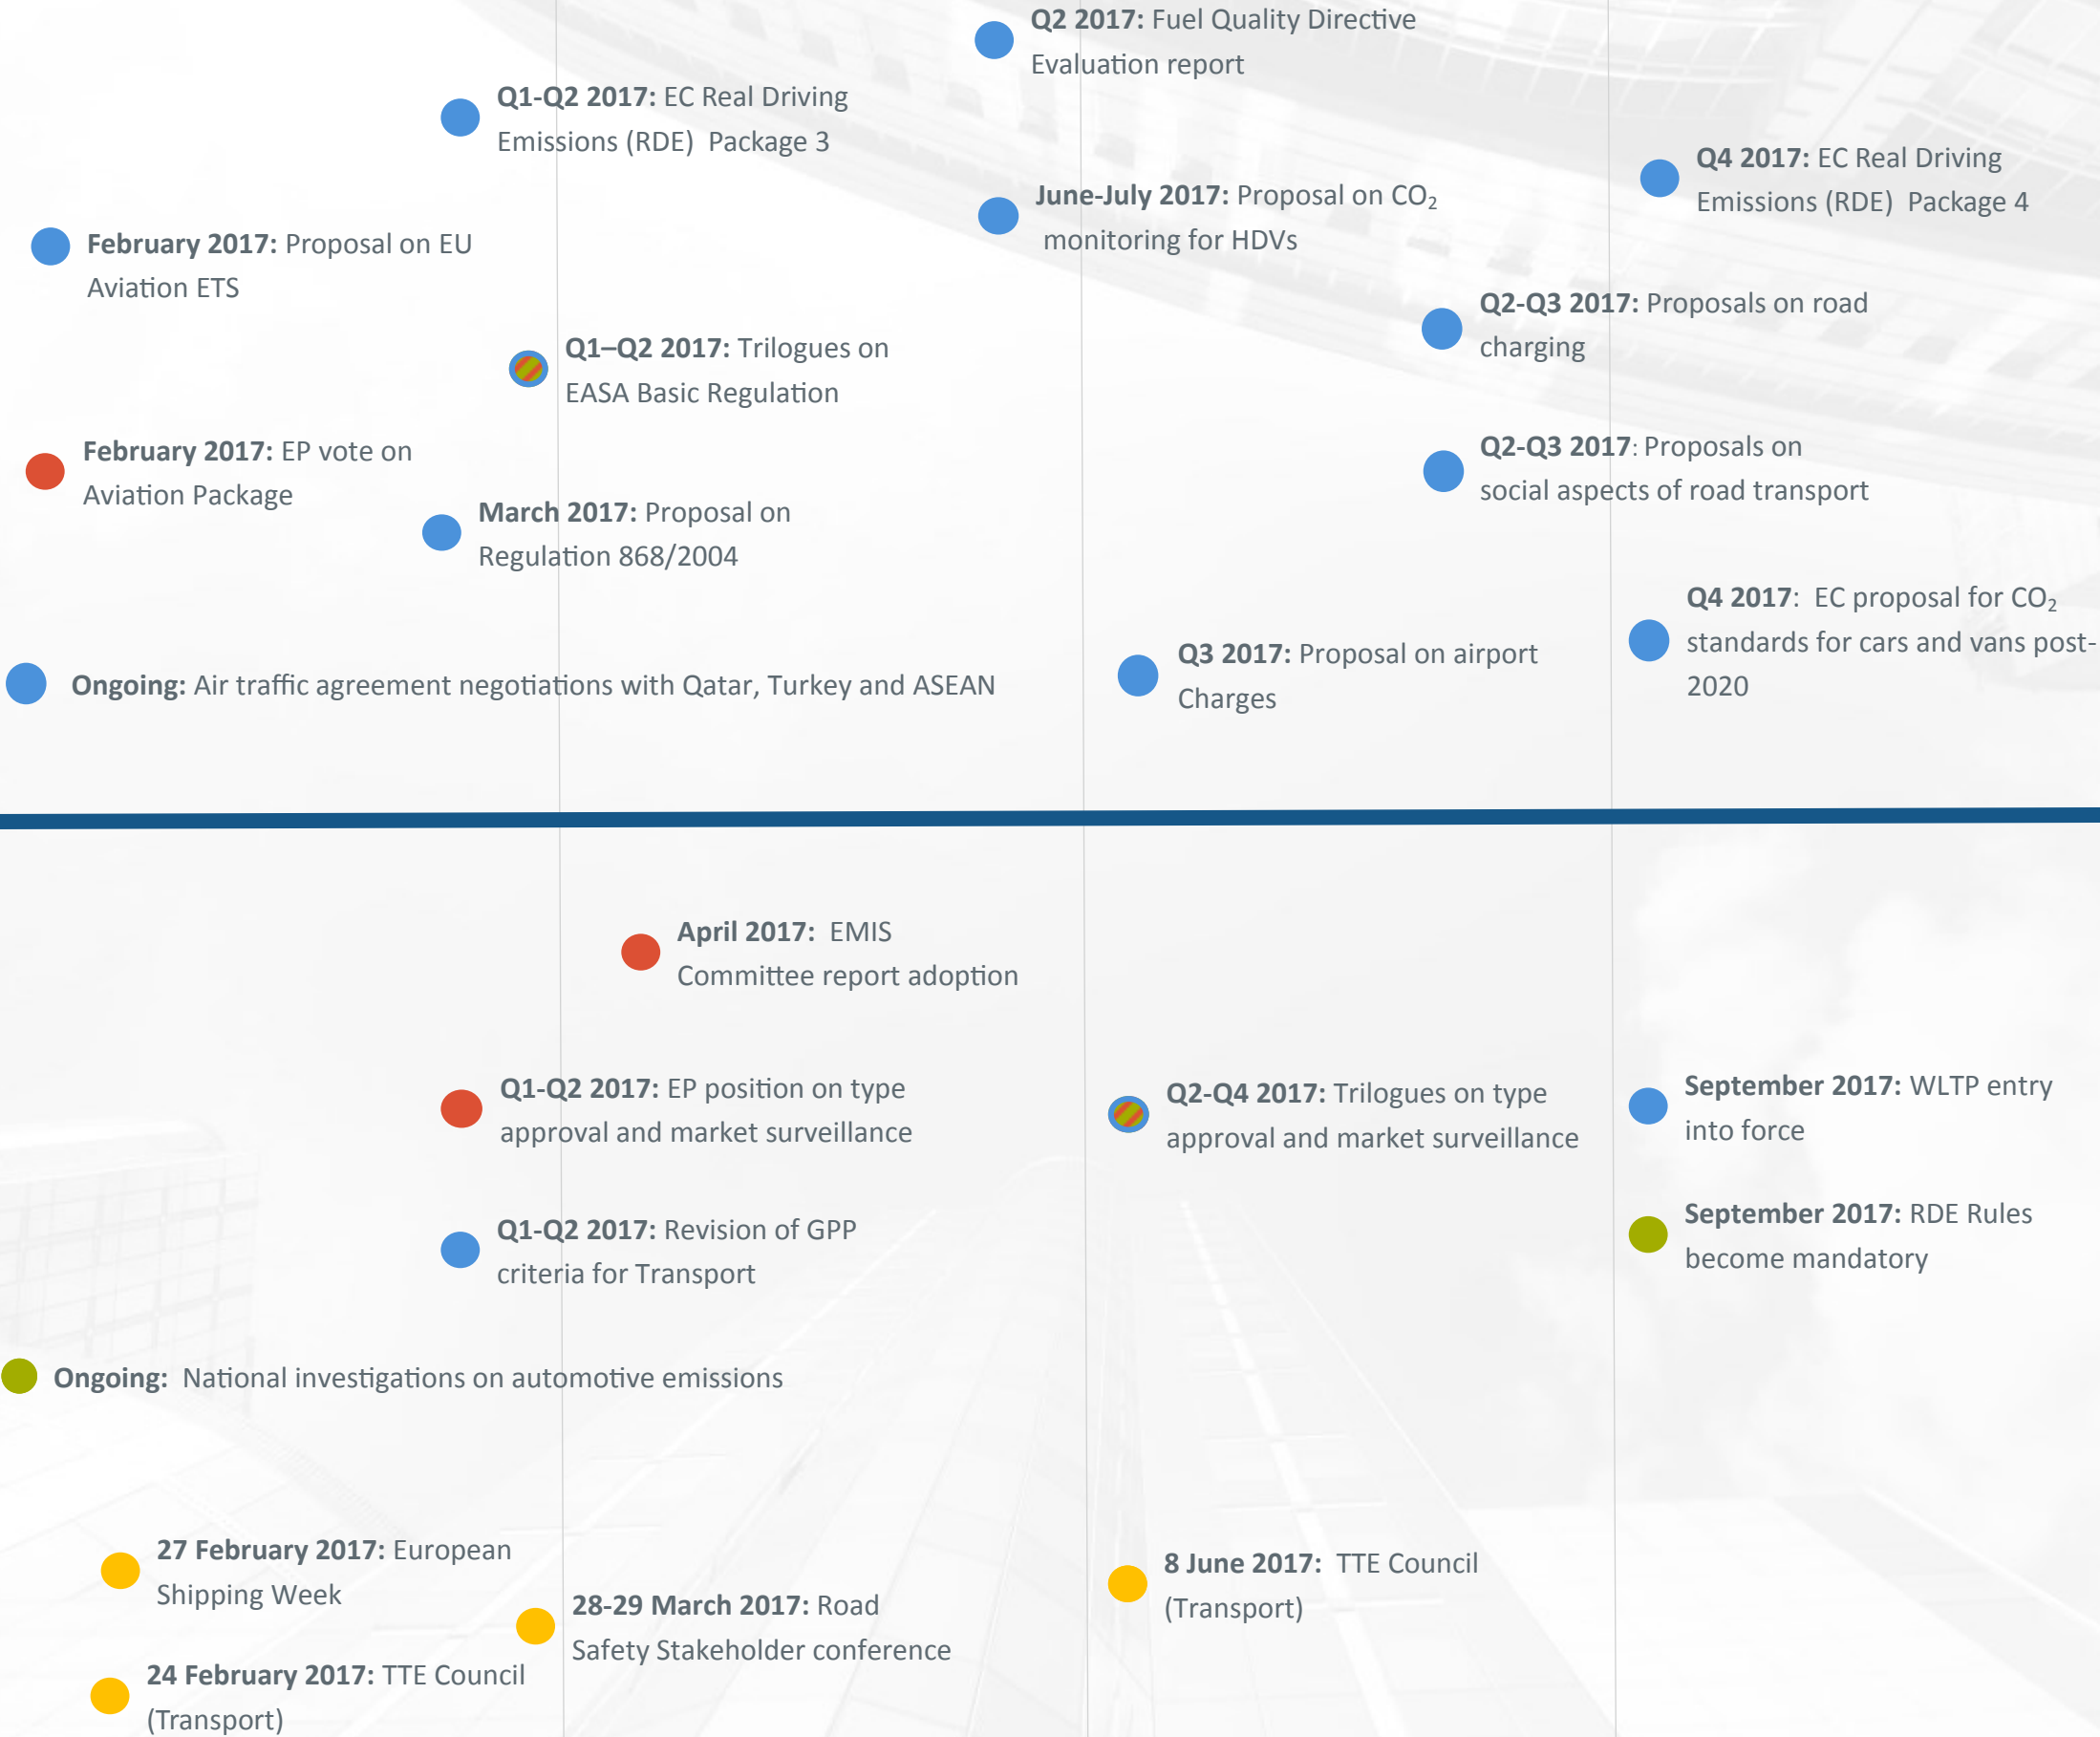 Q2 2017: Fuel Quality Directive
Evaluation report
Q1-Q2 2017: EC Real Driving
Emissions (RDE)  Package 3
Q4 2017: EC Real Driving
Emissions (RDE)  Package 4
June-July 2017: Proposal on CO₂
monitoring for HDVs
February 2017: Proposal on EU
Aviation ETS
Q2-Q3 2017: Proposals on road
charging
Q1–Q2 2017: Trilogues on
EASA Basic Regulation
February 2017: EP vote on
Aviation Package
Q2-Q3 2017: Proposals on
social aspects of road transport
March 2017: Proposal on
Regulation 868/2004
Q4 2017:  EC proposal for CO₂
standards for cars and vans post-
2020
Q3 2017: Proposal on airport
Charges
Ongoing: Air traffic agreement negotiations with Qatar, Turkey and ASEAN
April 2017:  EMIS
Committee report adoption
Q1-Q2 2017: EP position on type
approval and market surveillance
Q2-Q4 2017: Trilogues on type
approval and market surveillance
September 2017: WLTP entry
into force
Q1-Q2 2017: Revision of GPP
criteria for Transport
September 2017: RDE Rules
become mandatory
Ongoing:  National investigations on automotive emissions
27 February 2017: European
Shipping Week
28-29 March 2017: Road
Safety Stakeholder conference
8 June 2017:  TTE Council
(Transport)
24 February 2017: TTE Council
(Transport)